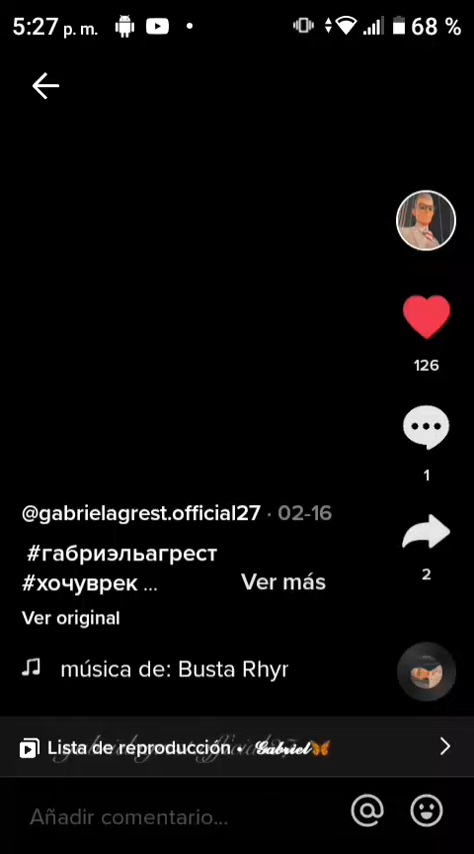 5:27 p. m.
68 %
126
1
@gabrielagrest.official27 · 02-16
2
#габриэльагрест
#хочуврек ... Ver más
Ver original
música de: Busta Rhyr
Lista de reproducción • 𝓖𝓪𝓫𝓻𝓲𝓮𝓵🦋
Añadir comentario...